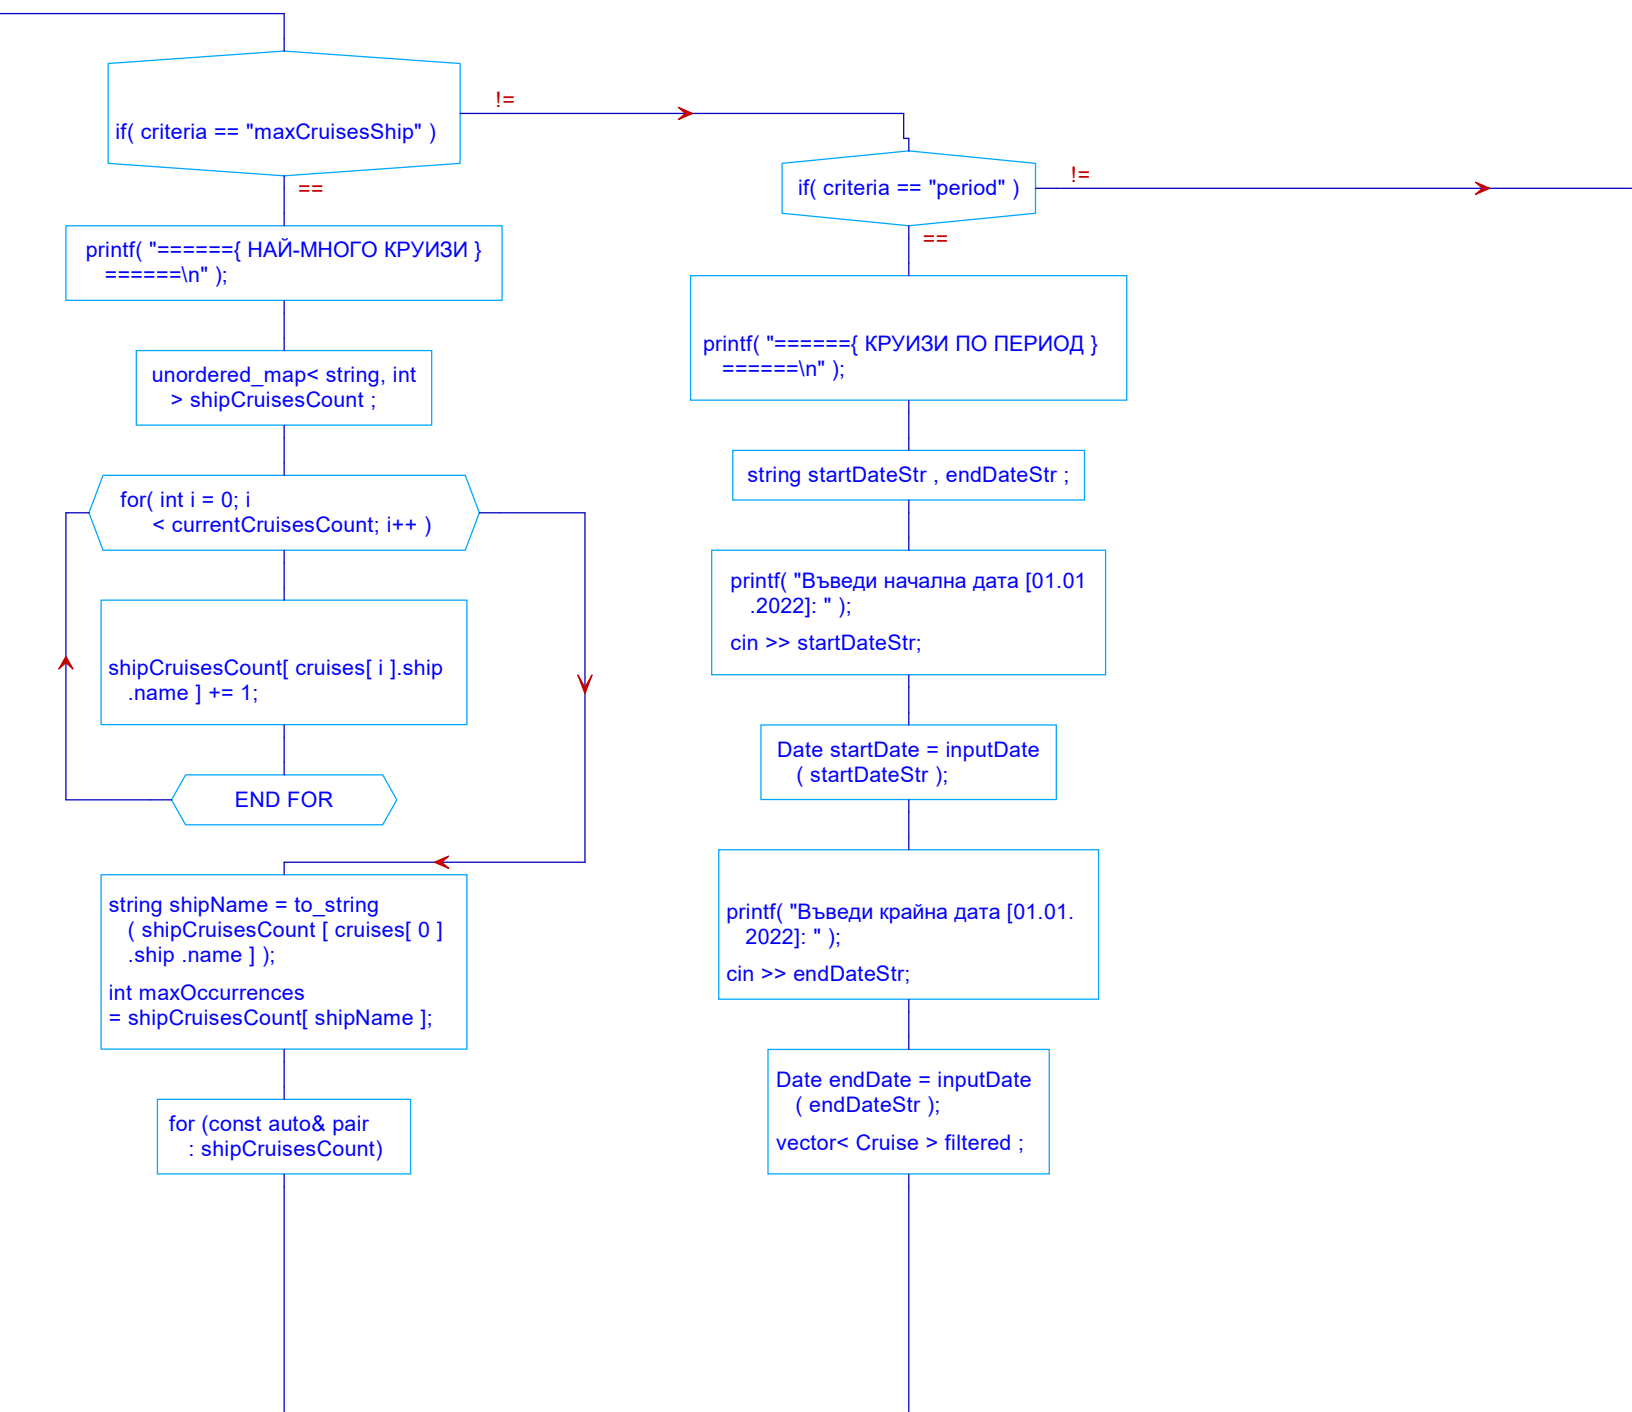 if( criteria == "maxCruisesShip" )
!=
==
printf( "======{ НАЙ-МНОГО КРУИЗИ }
======\n" );
unordered_map< string, int
> shipCruisesCount ;
for( int i = 0; i
< currentCruisesCount; i++ )
shipCruisesCount[ cruises[ i ].ship
.name ] += 1;
END FOR
string shipName = to_string
( shipCruisesCount [ cruises[ 0 ]
.ship .name ] );
int maxOccurrences
= shipCruisesCount[ shipName ];
for (const auto& pair
: shipCruisesCount)
if( criteria == "period" )
!=
==
printf( "======{ КРУИЗИ ПО ПЕРИОД }
======\n" );
string startDateStr , endDateStr ;
printf( "Въведи начална дата [01.01
.2022]: " );
cin >> startDateStr;
Date startDate = inputDate
( startDateStr );
printf( "Въведи крайна дата [01.01.
2022]: " );
cin >> endDateStr;
Date endDate = inputDate
( endDateStr );
vector< Cruise > filtered ;